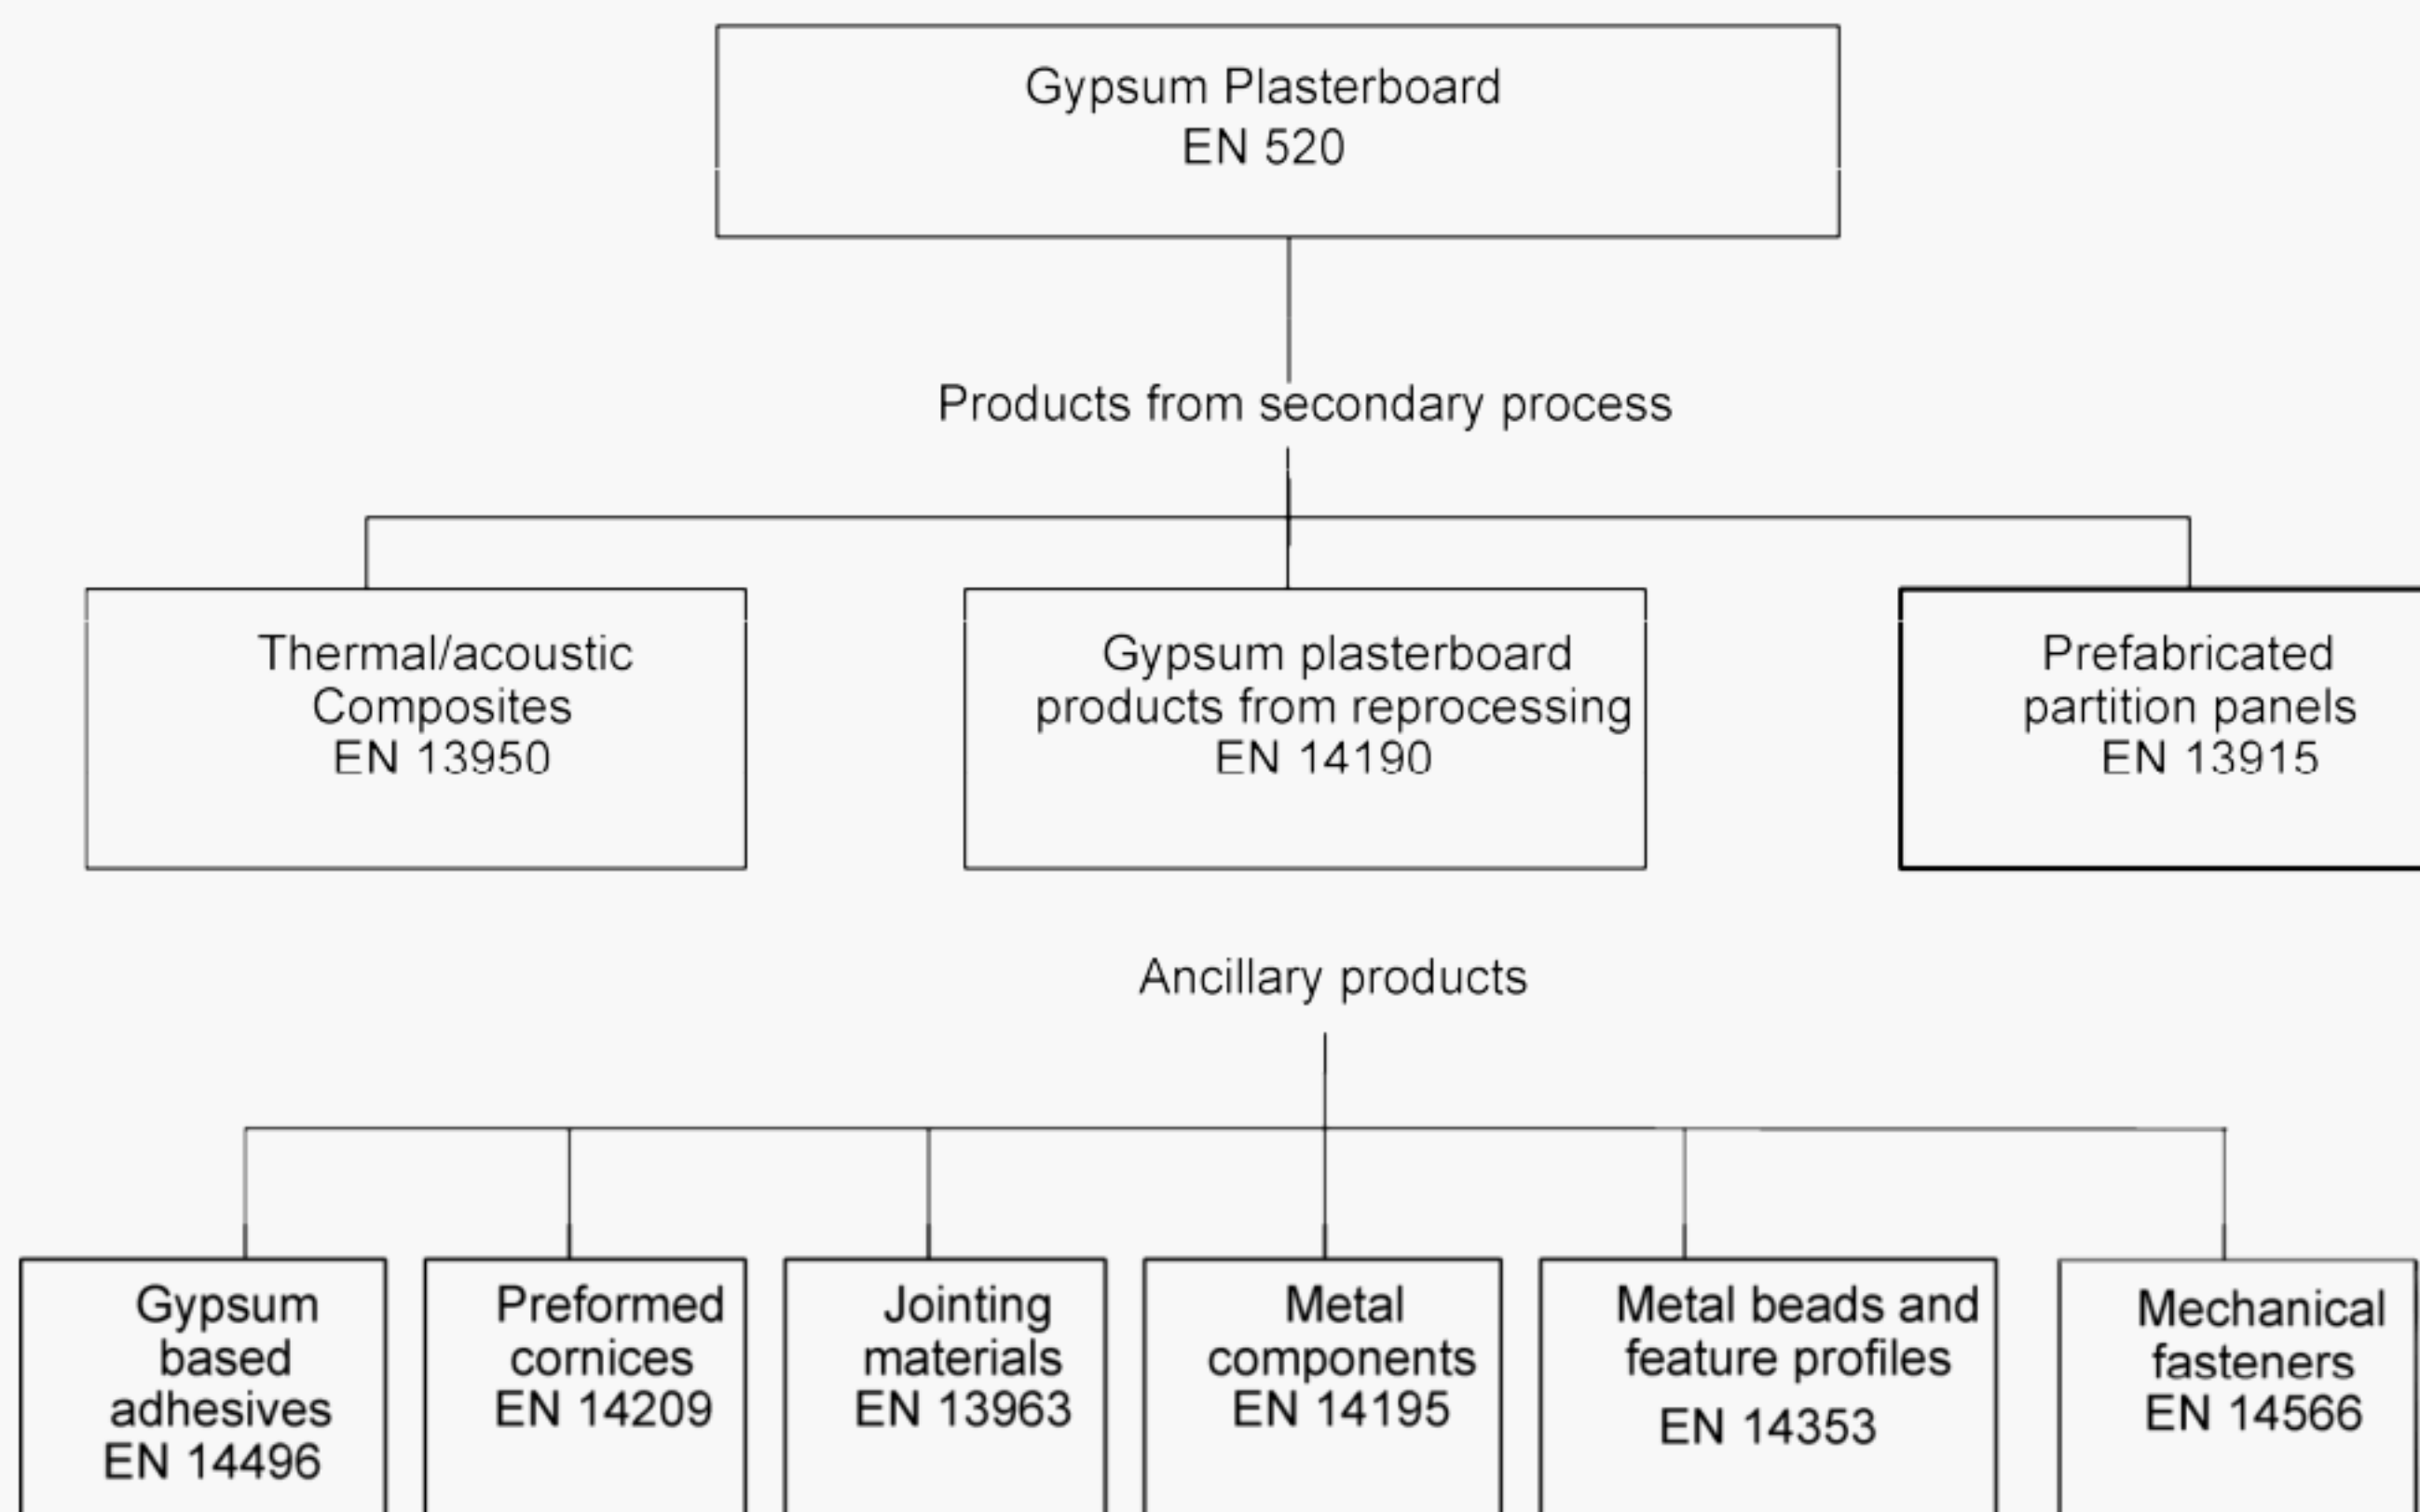 Gypsum Plasterboard
EN 520
Products from secondary process
Thermal/acoustic
Composites
EN 13950
Gypsum plasterboard
products from reprocessing
EN 14190
Prefabricated
partition panels
EN 13915
Ancillary products
Gypsum
based
adhesives
EN 14496
Preformed
cornices
EN 14209
Jointing
materials
EN 13963
Metal
components
EN 14195
Metal beads and
feature profiles
EN 14353
Mechanical
fasteners
EN 14566